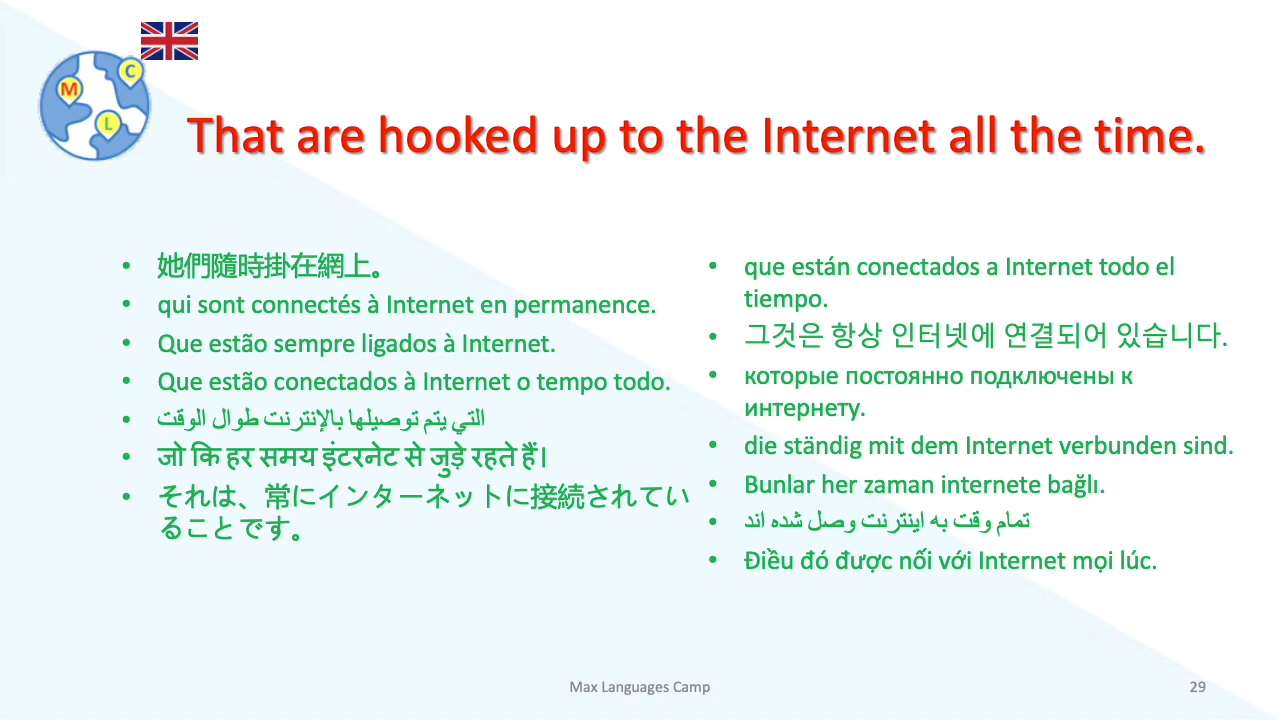 M
C
L
That are hooked up to the Internet all the time.
• 她們隨時掛在網上。
• qui sont connectés à Internet en permanence.
• Que estão sempre ligados à Internet.
• Que estão conectados à Internet o tempo todo.
• التي يتم توصيلها بالإنترنت طوال الوقت
• जो कि हर समय इंटरनेट से जुड़े रहते हैं।
• それは、常にインターネットに接続されてい
ることです。
• que están conectados a Internet todo el
tiempo.
• 그것은 항상 인터넷에 연결되어 있습니다.
• которые постоянно подключены к
интернету.
• die ständig mit dem Internet verbunden sind.
• Bunlar her zaman internete bağlı.
• تمام وقت به اینترنت وصل شده اند
• Điều đó được nối với Internet mọi lúc.
Max Languages Camp
29